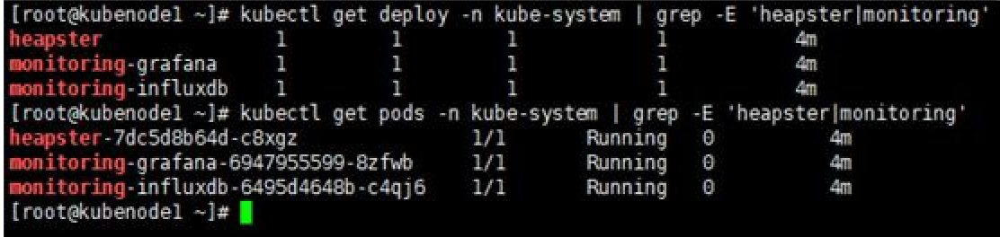 [root@kubenode1 ~]# kubectl get deploy -n kube-system | grep -E 'heapster|monitoring'
heapster 1 1 1 1 4m
monitoring-grafana 1 1 1 1 4m
monitoring-influxdb 1 1 1 1 4m
[root@kubenode1 ~]# kubectl get pods -n kube-system | grep -E 'heapster|monitoring'
heapster-7dc5d8b64d-c8xgz 1/1 Running 0 4m
monitoring-grafana-6947955599-8zfwb 1/1 Running 0 4m
monitoring-influxdb-6495d4648b-c4qj6 1/1 Running 0 4m
[root@kubenode1 ~]#